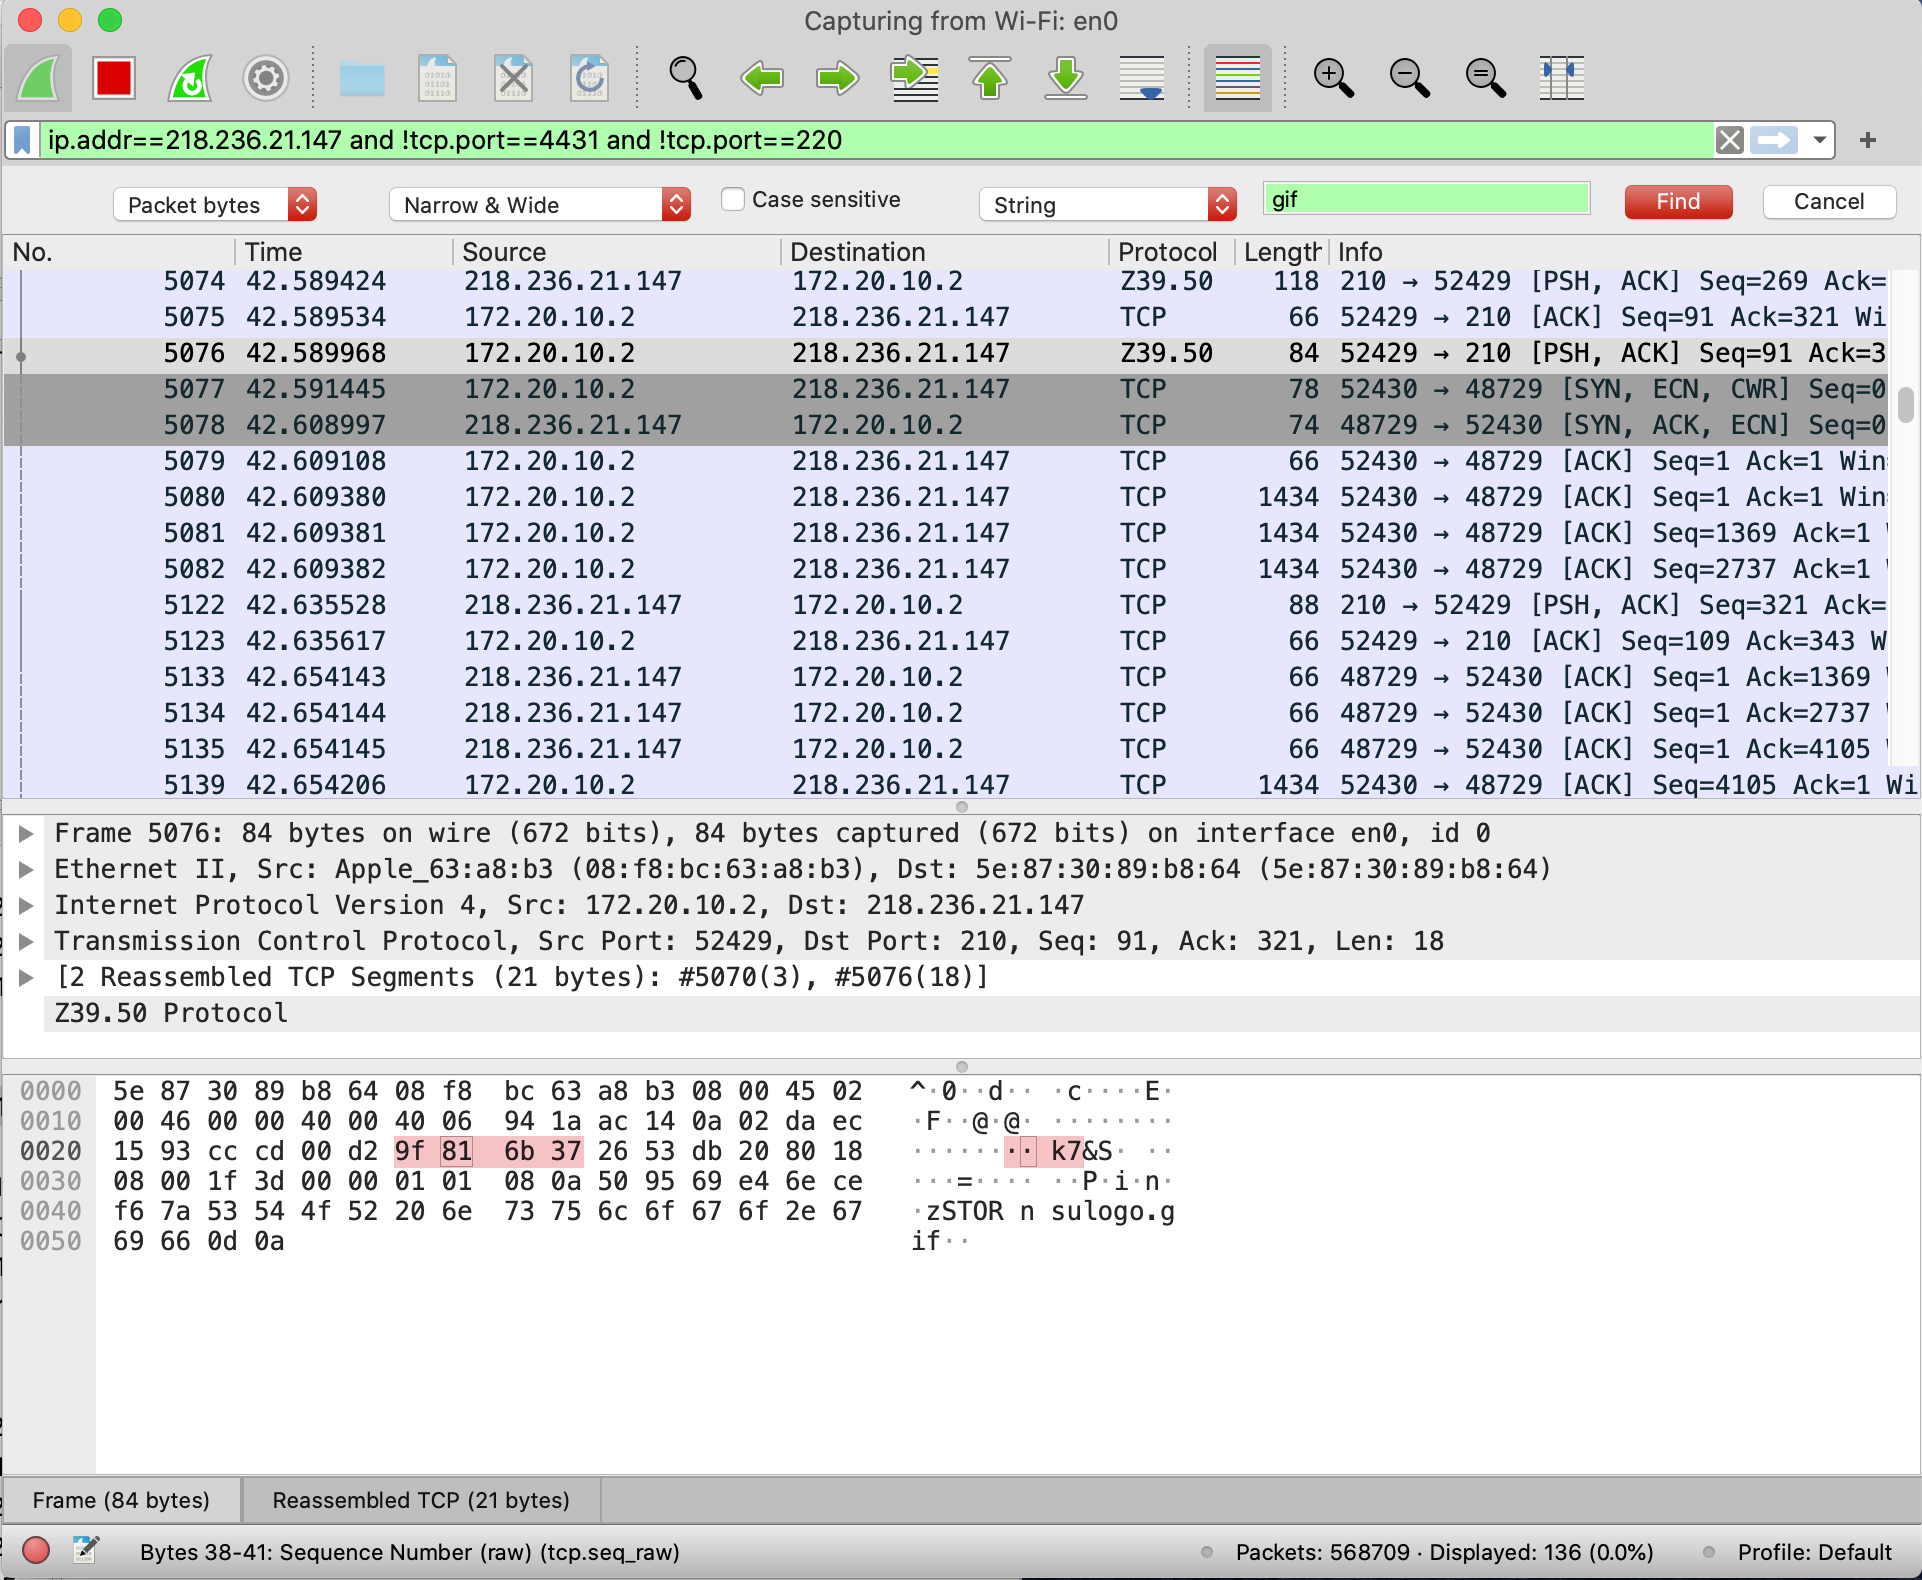 Capturing from Wi-Fi: en0
ip.addr==218.236.21.147 and !tcp.port==4431 and !tcp.port==220
Packet bytes Narrow & Wide Case sensitive String gif Find Cancel
No. Time Source Destination Protocol Length Info
5074 42.589424 218.236.21.147 172.20.10.2 Z39.50 118 210 → 52429 [PSH, ACK] Seq=269 Ack=
5075 42.589534 172.20.10.2 218.236.21.147 TCP 66 52429 → 210 [ACK] Seq=91 Ack=321 Wi
5076 42.589968 172.20.10.2 218.236.21.147 Z39.50 84 52429 → 210 [PSH, ACK] Seq=91 Ack=3
5077 42.591445 172.20.10.2 218.236.21.147 TCP 78 52430 → 48729 [SYN, ECN, CWR] Seq=0
5078 42.608997 218.236.21.147 172.20.10.2 TCP 74 48729 → 52430 [SYN, ACK, ECN] Seq=0
5079 42.609108 172.20.10.2 218.236.21.147 TCP 66 52430 → 48729 [ACK] Seq=1 Ack=1 Win
5080 42.609380 172.20.10.2 218.236.21.147 TCP 1434 52430 → 48729 [ACK] Seq=1 Ack=1 Win
5081 42.609381 172.20.10.2 218.236.21.147 TCP 1434 52430 → 48729 [ACK] Seq=1369 Ack=1
5082 42.609382 172.20.10.2 218.236.21.147 TCP 1434 52430 → 48729 [ACK] Seq=2737 Ack=1
5122 42.635528 218.236.21.147 172.20.10.2 TCP 88 210 → 52429 [PSH, ACK] Seq=321 Ack=
5123 42.635617 172.20.10.2 218.236.21.147 TCP 66 52429 → 210 [ACK] Seq=109 Ack=343 W
5133 42.654143 218.236.21.147 172.20.10.2 TCP 66 48729 → 52430 [ACK] Seq=1 Ack=1369
5134 42.654144 218.236.21.147 172.20.10.2 TCP 66 48729 → 52430 [ACK] Seq=1 Ack=2737
5135 42.654145 218.236.21.147 172.20.10.2 TCP 66 48729 → 52430 [ACK] Seq=1 Ack=4105
5139 42.654206 172.20.10.2 218.236.21.147 TCP 1434 52430 → 48729 [ACK] Seq=4105 Ack=1 Wi
Frame 5076: 84 bytes on wire (672 bits), 84 bytes captured (672 bits) on interface en0, id 0
Ethernet II, Src: Apple_63:a8:b3 (08:f8:bc:63:a8:b3), Dst: 5e:87:30:89:b8:64 (5e:87:30:89:b8:64)
Internet Protocol Version 4, Src: 172.20.10.2, Dst: 218.236.21.147
Transmission Control Protocol, Src Port: 52429, Dst Port: 210, Seq: 91, Ack: 321, Len: 18
[2 Reassembled TCP Segments (21 bytes): #5070(3), #5076(18)]
Z39.50 Protocol
0000 5e 87 30 89 b8 64 08 f8 bc 63 a8 b3 08 00 45 02 ^·0··d·· ·c····E·
0010 00 46 00 00 40 00 40 06 94 1a ac 14 0a 02 da ec ·F··@·@· ········
0020 15 93 cc cd 00 d2 9f 81 6b 37 26 53 db 20 80 18 ········ k7&S· ··
0030 08 00 1f 3d 00 00 01 01 08 0a 50 95 69 e4 6e ce ···=···· ··P·i·n·
0040 f6 7a 53 54 4f 52 20 6e 73 75 6c 6f 67 6f 2e 67 ·zSTOR n sulogo.g
0050 69 66 0d 0a if··
Frame (84 bytes) Reassembled TCP (21 bytes)
Bytes 38-41: Sequence Number (raw) (tcp.seq_raw) Packets: 568709 · Displayed: 136 (0.0%) Profile: Default